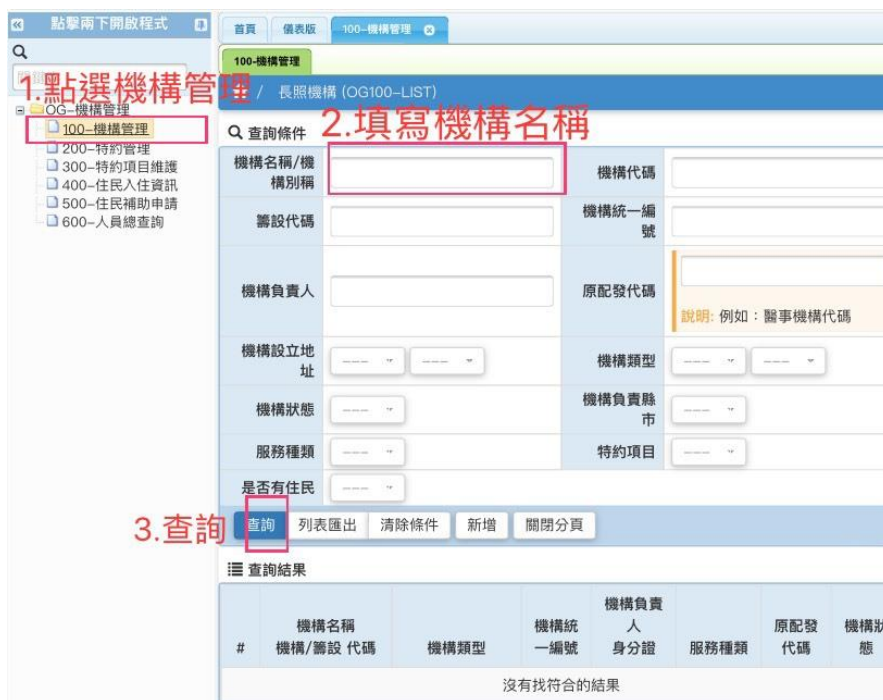 點擊兩下開啟程式
首頁 儀表版 100-機構管理
100-機構管理
1.點選機構管理
/ 長照機構 (OG100-LIST)
OG-機構管理
100-機構管理
200-特約管理
300-特約項目維護
400-住民入住資訊
500-住民補助申請
600-人員總查詢
2.填寫機構名稱
查詢條件
機構名稱/機
構別稱
機構代碼
籌設代碼
機構統一編
號
機構負責人
原配發代碼
說明: 例如：醫事機構代碼
機構設立地
址
--- ---
機構類型
--- ---
機構狀態
---
機構負責縣
市
---
服務種類
---
特約項目
---
是否有住民
---
3.查詢
查詢 列表匯出 清除條件 新增 關閉分頁
查詢結果
#
機構名稱
機構/籌設 代碼
機構類型
機構統
一編號
機構負責
人
身分證
服務種類
原配發
代碼
機構狀
態
沒有找符合的結果